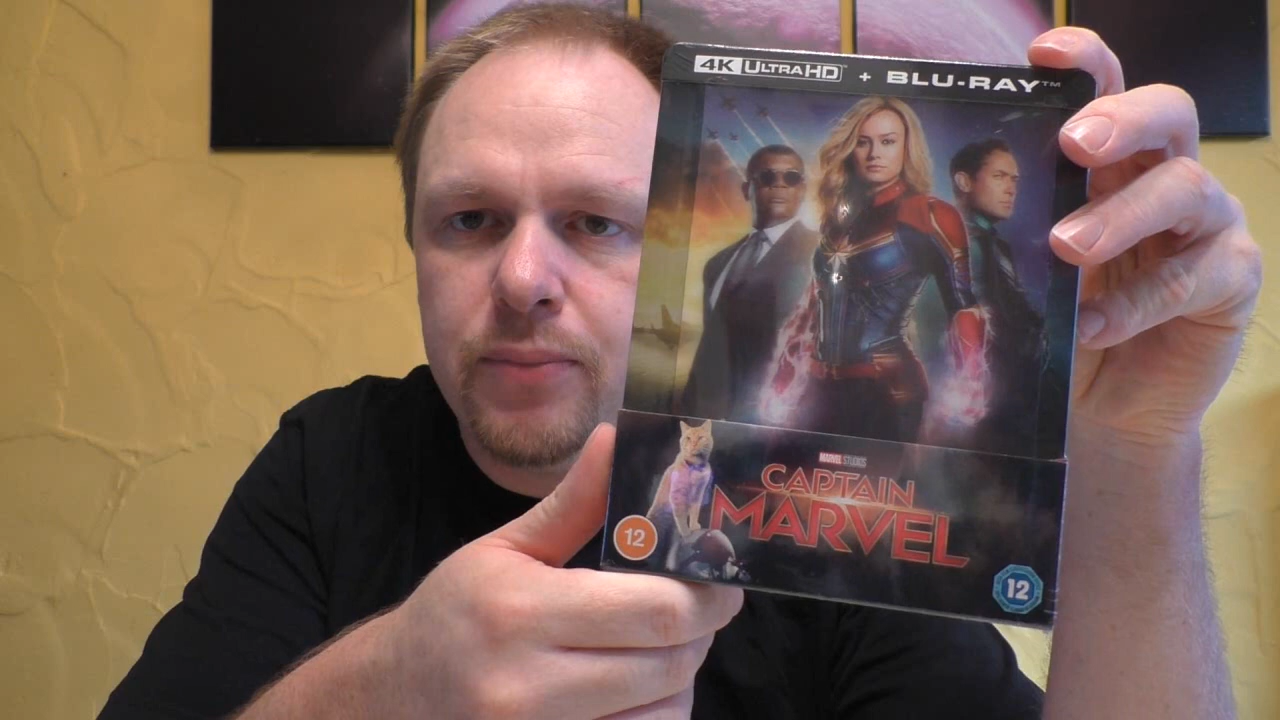 4K ULTRA HD + BLU-RAY™
MARVEL STUDIOS
CAPTAIN
MARVEL
12
12